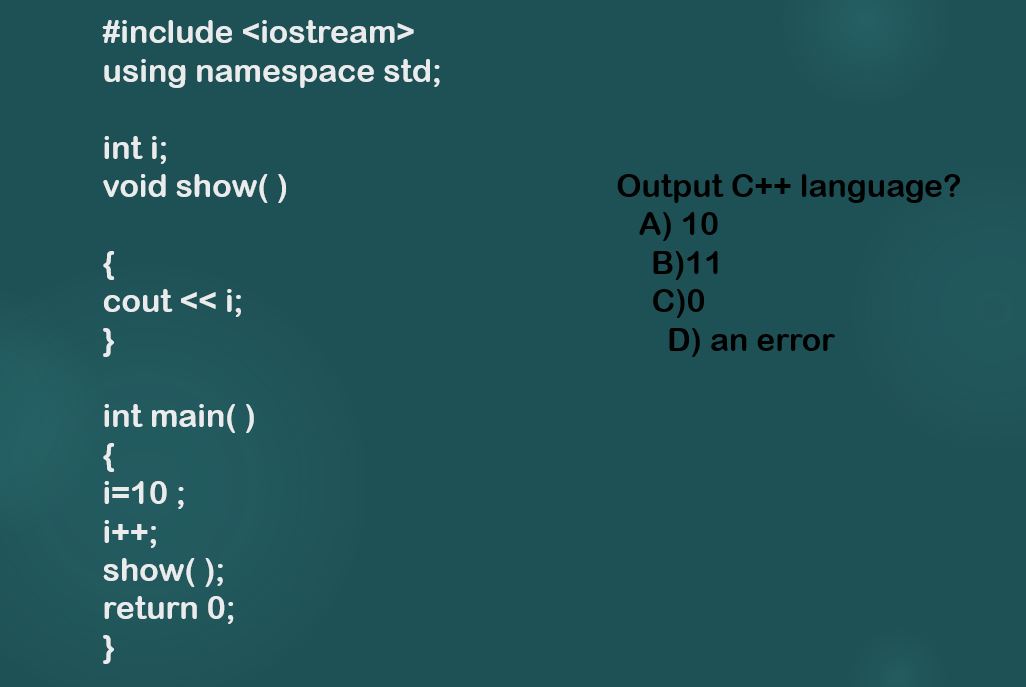 #include <iostream>
using namespace std;
int i;
void show( )
{
cout << i;
}
int main( )
{
i=10 ;
i++;
show( );
return 0;
}
Output C++ language?
A) 10
B)11
C)0
D) an error